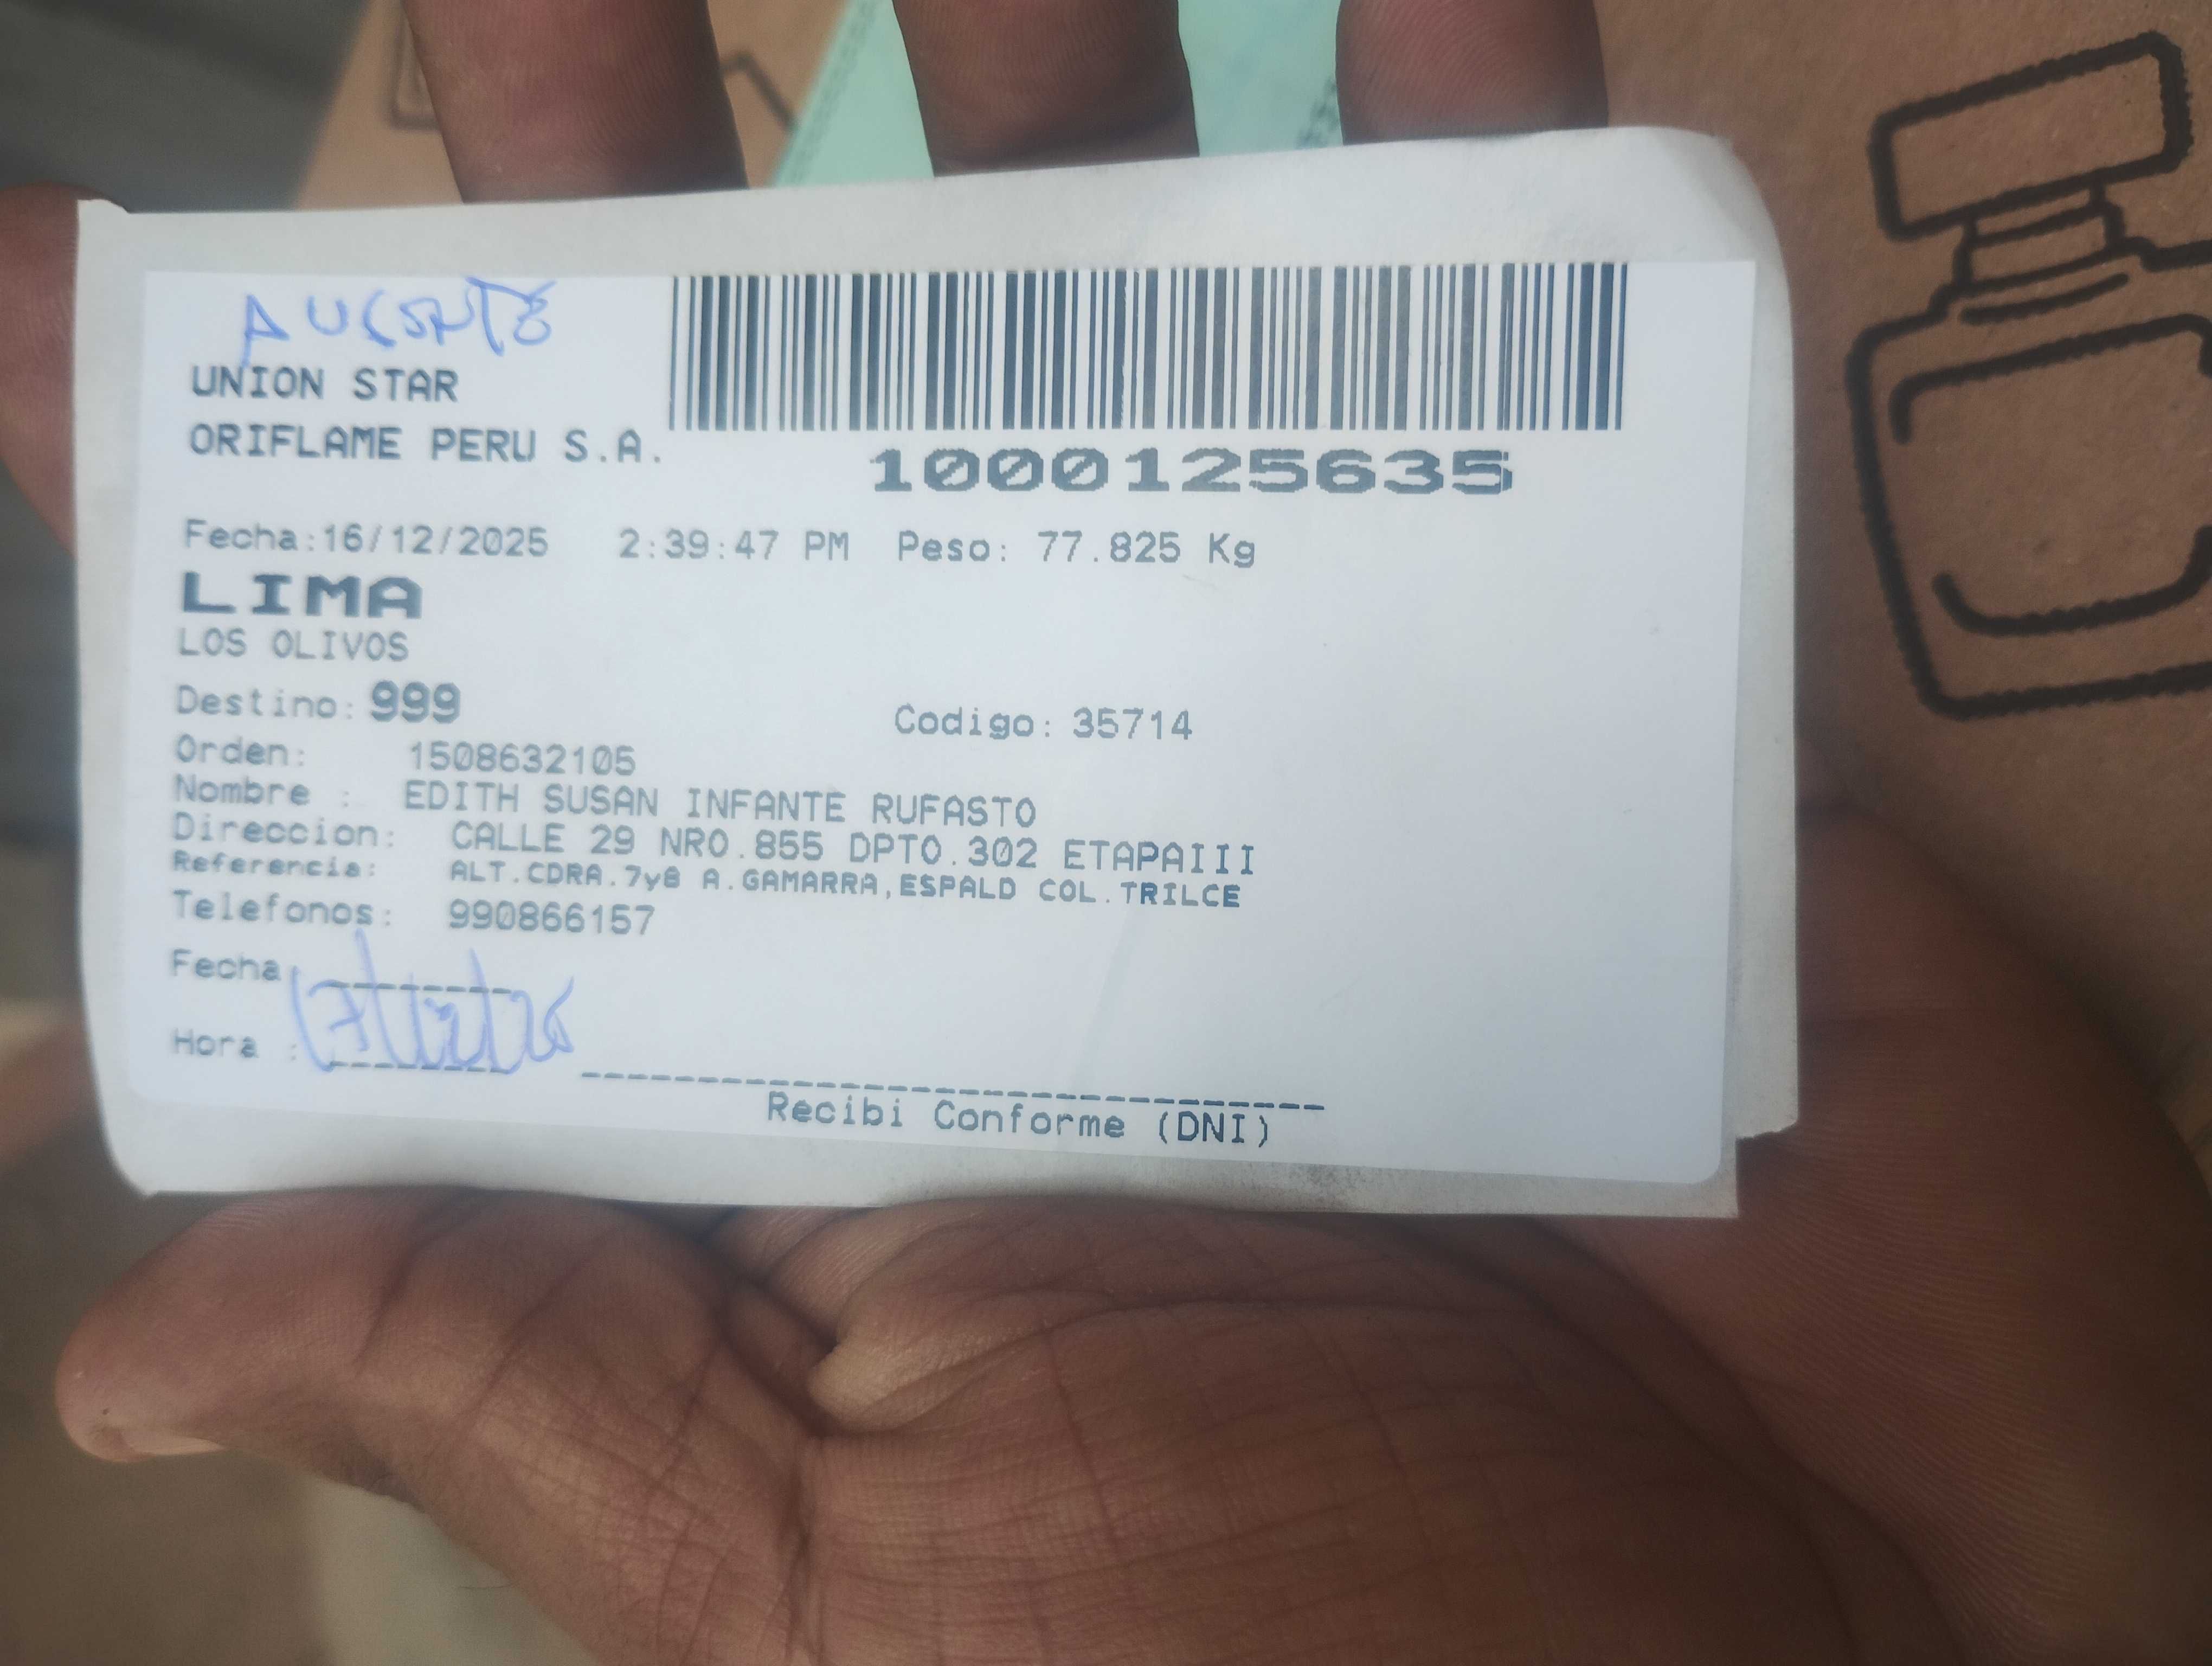 AUCSNTE
UNION STAR
ORIFLAME PERU S.A.
1000125635
Fecha:16/12/2025 2:39:47 PM Peso: 77.825 Kg
LIMA
LOS OLIVOS
Destino: 999 Codigo: 35714
Orden: 1508632105
Nombre : EDITH SUSAN INFANTE RUFASTO
Direccion: CALLE 29 NRO.855 DPTO.302 ETAPAIII
Referencia: ALT.CDRA.7y8 A.GAMARRA,ESPALD COL.TRILCE
Telefonos: 990866157
Fecha
Hora :
Recibi Conforme (DNI)